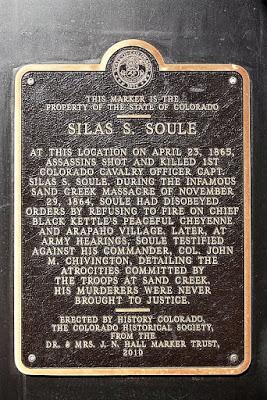 THIS MARKER IS THE
PROPERTY OF THE STATE OF COLORADO
SILAS S. SOULE
AT THIS LOCATION ON APRIL 23, 1865,
ASSASSINS SHOT AND KILLED 1ST
COLORADO CAVALRY OFFICER CAPT.
SILAS S. SOULE. DURING THE INFAMOUS
SAND CREEK MASSACRE OF NOVEMBER
29, 1864, SOULE HAD DISOBEYED
ORDERS BY REFUSING TO FIRE ON CHIEF
BLACK KETTLE'S PEACEFUL CHEYENNE
AND ARAPAHO VILLAGE. LATER, AT
ARMY HEARINGS, SOULE TESTIFIED
AGAINST HIS COMMANDER, COL. JOHN
M. CHIVINGTON, DETAILING THE
ATROCITIES COMMITTED BY
THE TROOPS AT SAND CREEK.
HIS MURDERERS WERE NEVER
BROUGHT TO JUSTICE.
ERECTED BY HISTORY COLORADO,
THE COLORADO HISTORICAL SOCIETY,
FROM THE
DR. & MRS. J. N. HALL MARKER TRUST,
2010